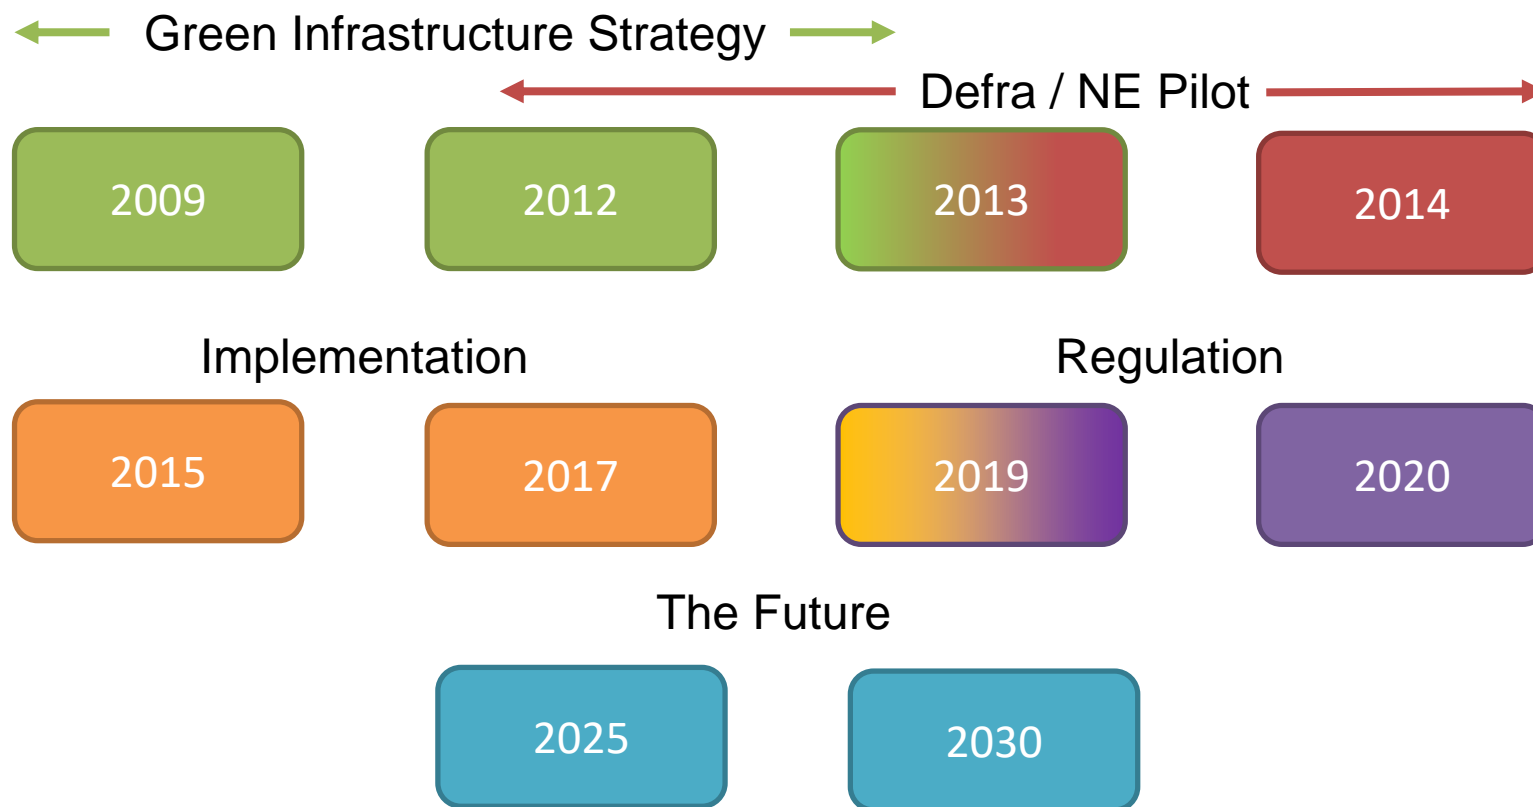 Green Infrastructure Strategy
Defra / NE Pilot
2009
2012
2013
2014
Implementation
Regulation
2015
2017
2019
2020
The Future
2025
2030